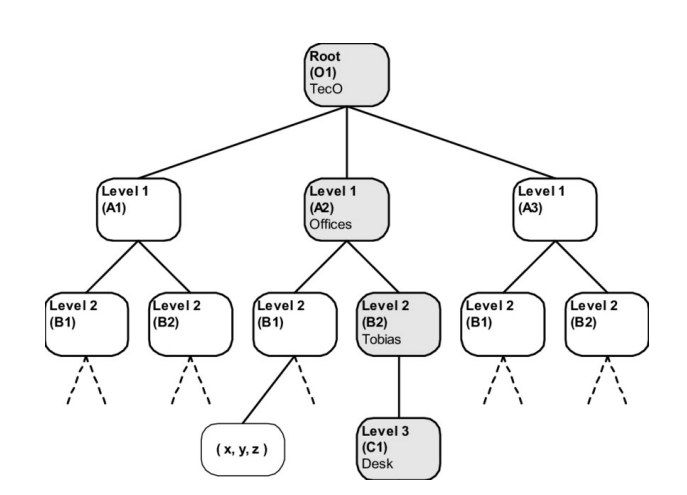 Root
(O1)
TecO
Level 1
(A1)
Level 1
(A2)
Offices
Level 1
(A3)
Level 2
(B1)
Level 2
(B2)
Level 2
(B1)
Level 2
(B2)
Tobias
Level 2
(B1)
Level 2
(B2)
( x, y, z )
Level 3
(C1)
Desk